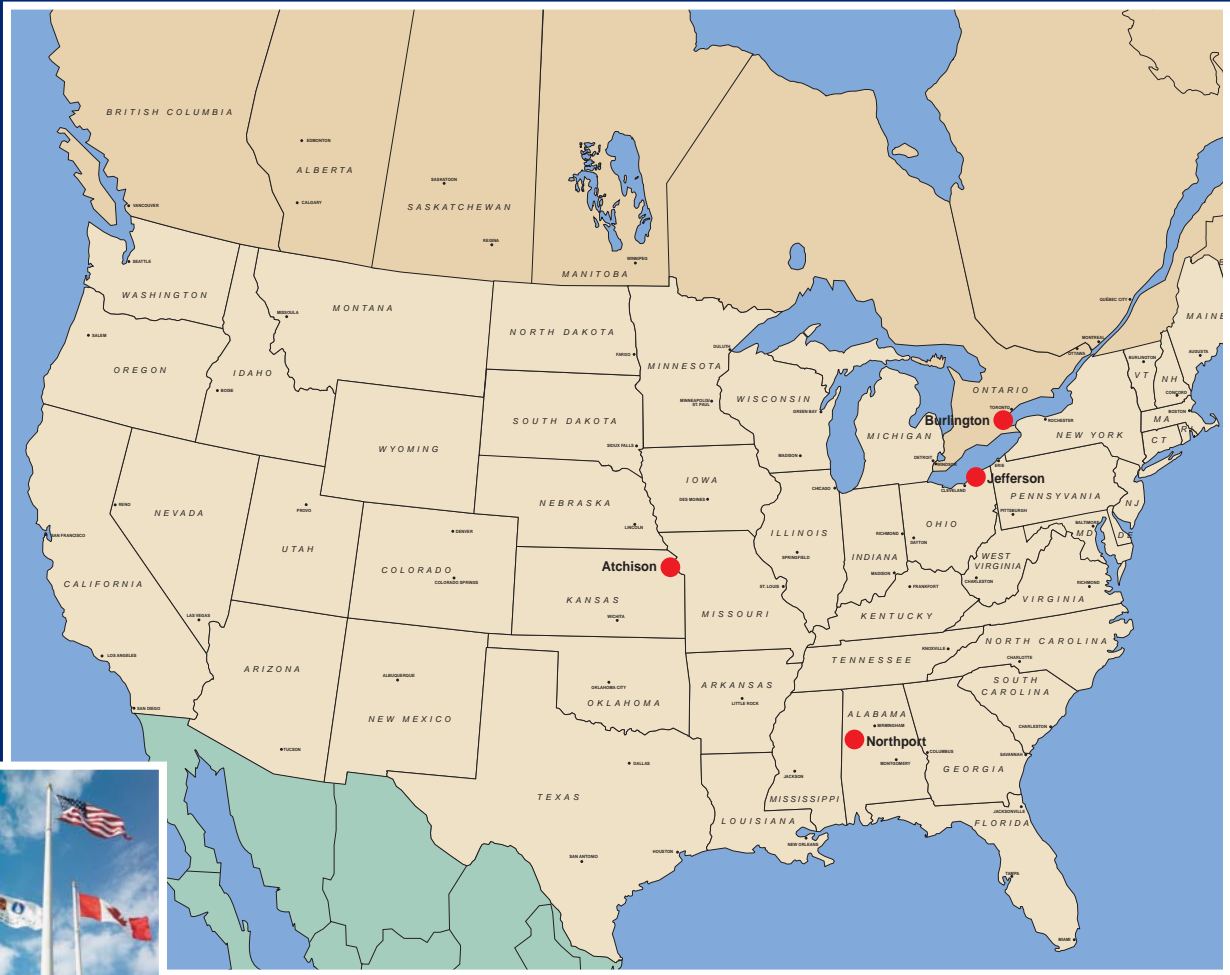 BRITISH COLUMBIA
EDMONTON
ALBERTA
SASKATOON
CALGARY
VANCOUVER
SASKATCHEWAN
REGINA
WINNIPEG
MANITOBA
SEATTLE
WASHINGTON
QUÉBEC CITY
MONTANA
MISSOULA
NORTH DAKOTA
MAINE
SALEM
DULUTH
MONTREAL
OTTAWA
FARGO
AUGUSTA
BURLINGTON
MINNESOTA
OREGON
IDAHO
VT
NH
BOISE
ONTARIO
CONCORD
MINNEAPOLIS/
ST. PAUL
WISCONSIN
GREEN BAY
TORONTO
BOSTON
SOUTH DAKOTA
Burlington
ROCHESTER
MA
RI
MICHIGAN
NEW YORK
CT
SIOUX FALLS
WYOMING
MADISON
DETROIT
WINDSOR
ERIE
IOWA
Jefferson
CHICAGO
CLEVELAND
DES MOINES
PENNSYLVANIA
NEBRASKA
RENO
PROVO
NEVADA
NJ
PITTSBURGH
LINCOLN
OHIO
BALTIMORE
DENVER
ILLINOIS
RICHMOND
DAYTON
MD
DE
SAN FRANCISCO
UTAH
SPRINGFIELD
INDIANA
WEST
VIRGINIA
Atchison
COLORADO
COLORADO SPRINGS
MADISON
CHARLESTON
CALIFORNIA
ST. LOUIS
FRANKFORT
RICHMOND
KANSAS
VIRGINIA
LAS VEGAS
WICHITA
MISSOURI
KENTUCKY
NORTH CAROLINA
KNOXVILLE
LOS ANGELES
TENNESSEE
CHARLOTTE
ARIZONA
ALBUQUERQUE
OKLAHOMA CITY
ARKANSAS
SOUTH
CAROLINA
LITTLE ROCK
OKLAHOMA
SAN DIEGO
NEW MEXICO
ALABAMA
BIRMINGHAM
CHARLESTON
Northport
TUCSON
COLUMBUS
SAVANNAH
DALLAS
MONTGOMERY
GEORGIA
JACKSON
TEXAS
MISSISSIPPI
JACKSONVILLE
LOUISIANA
FLORIDA
NEW ORLEANS
HOUSTON
SAN ANTONIO
TAMPA
MIAMI